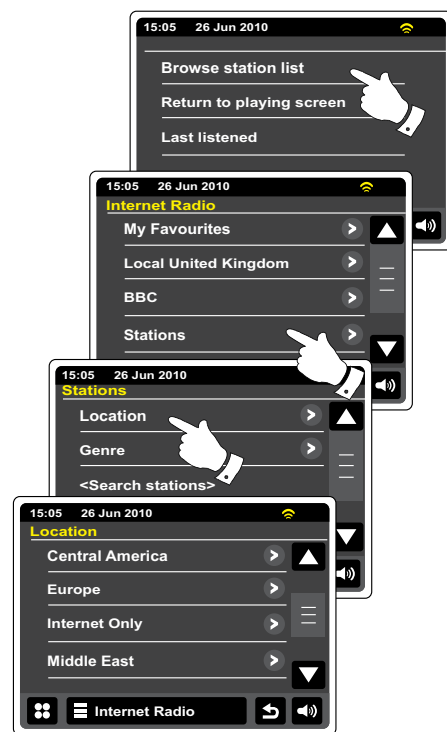 15:05 26 Jun 2010
Browse station list
Return to playing screen
Last listened
15:05 26 Jun 2010
Internet Radio
My Favourites
Local United Kingdom
BBC
Stations
15:05 26 Jun 2010
Stations
Location
Genre
<Search stations>
15:05 26 Jun 2010
Location
Central America
Europe
Internet Only
Middle East
Internet Radio